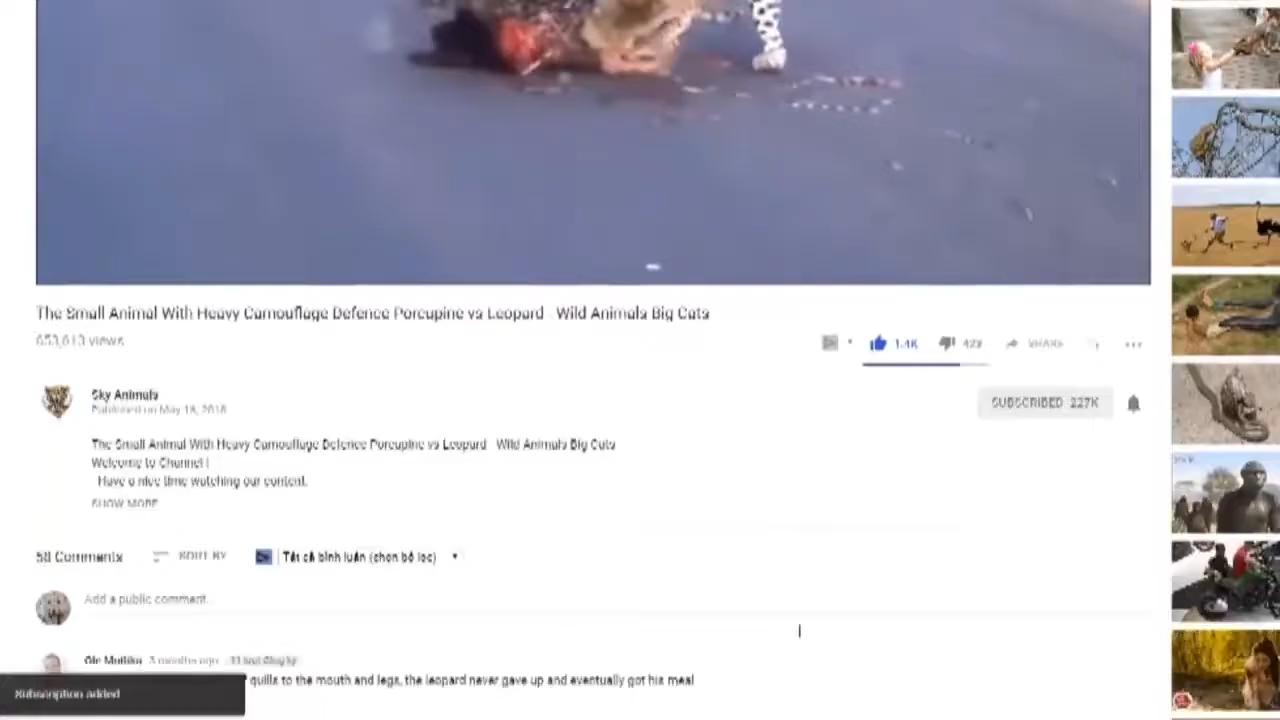 The Small Animal With Heavy Camouflage Defence Porcupine vs Leopard - Wild Animals Big Cats
views
1.4K
SHARE
Sky Animals
Published on May 18, 2018
SUBSCRIBED 227K
The Small Animal With Heavy Camouflage Defence Porcupine vs Leopard - Wild Animals Big Cats
Welcome to Channel !
Have a nice time watching our content.
SHOW MORE
58 Comments
SORT BY
Tất cả bình luận (chọn bộ lọc)
Add a public comment...
3 months ago
quills to the mouth and legs, the leopard never gave up and eventually got his meal
Subscription added